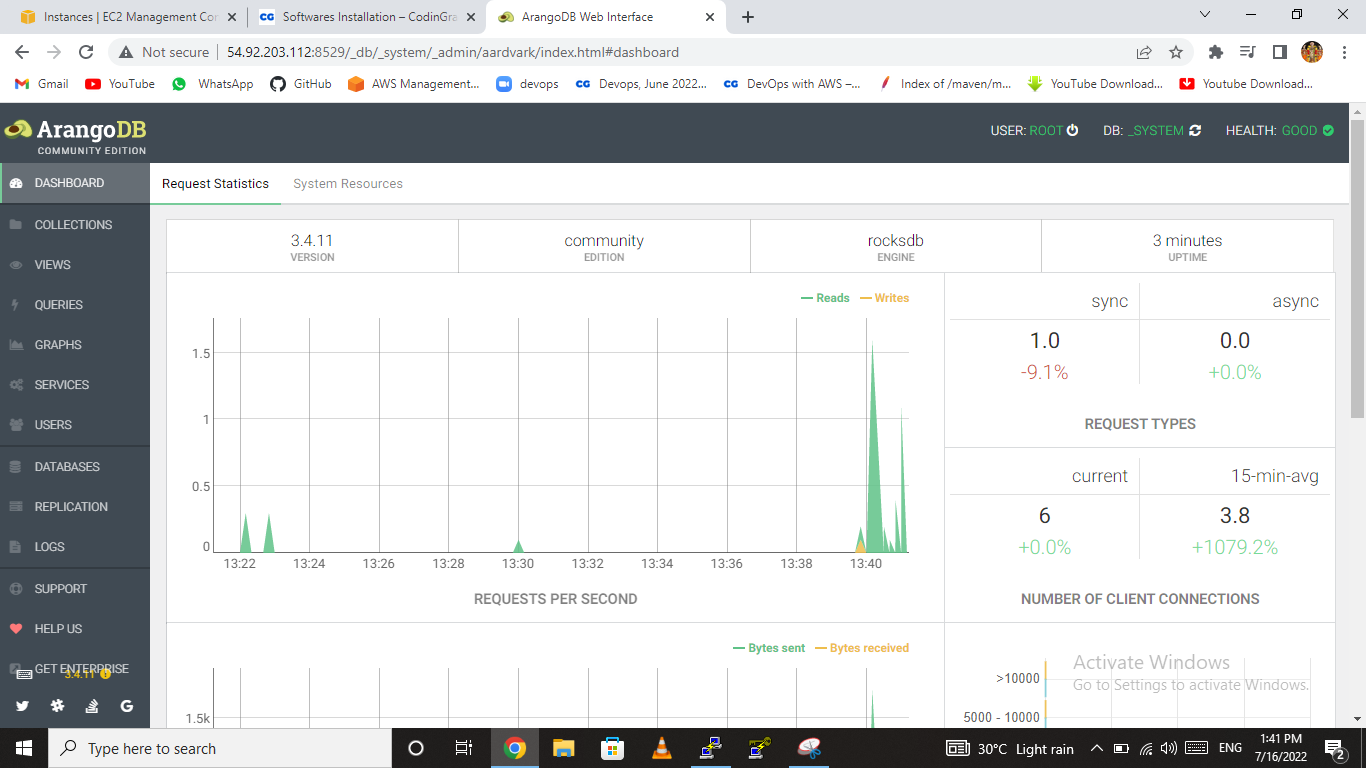 Instances | EC2 Management Con
Softwares Installation – CodinGra
ArangoDB Web Interface
Not secure 54.92.203.112:8529/_db/_system/_admin/aardvark/index.html#dashboard
Gmail YouTube WhatsApp GitHub AWS Management... devops Devops, June 2022... DevOps with AWS –... Index of /maven/m... YouTube Download... Youtube Download...
ArangoDB
COMMUNITY EDITION
USER: ROOT DB: _SYSTEM HEALTH: GOOD
DASHBOARD
COLLECTIONS
VIEWS
QUERIES
GRAPHS
SERVICES
USERS
DATABASES
REPLICATION
LOGS
SUPPORT
HELP US
GET ENTERPRISE
3.4.11
Request Statistics System Resources
3.4.11
VERSION
community
EDITION
rocksdb
ENGINE
3 minutes
UPTIME
Reads Writes
1.5
1
0.5
0
13:22 13:24 13:26 13:28 13:30 13:32 13:34 13:36 13:38 13:40
REQUESTS PER SECOND
sync async
1.0 0.0
-9.1% +0.0%
REQUEST TYPES
current 15-min-avg
6 3.8
+0.0% +1079.2%
NUMBER OF CLIENT CONNECTIONS
Bytes sent Bytes received
1.5k
>10000
5000 - 10000
Activate Windows
Go to Settings to activate Windows.
Type here to search
30°C Light rain
ENG
1:41 PM
7/16/2022
2